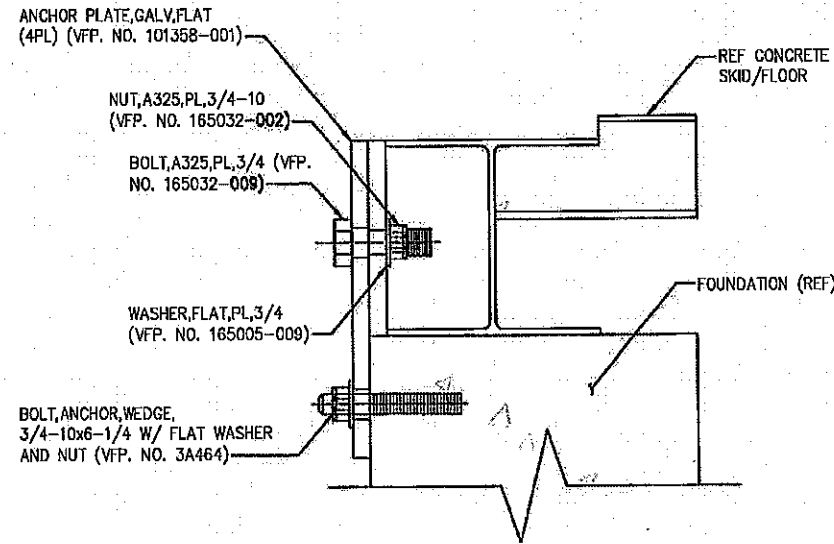 ANCHOR PLATE,GALV,FLAT
(4PL) (VFP. NO. 101358-001)
REF CONCRETE
SKID/FLOOR
NUT,A325,PL,3/4-10
(VFP. NO. 165032-002)
BOLT,A325,PL,3/4 (VFP.
NO. 165032-009)
FOUNDATION (REF)
WASHER,FLAT,PL,3/4
(VFP. NO. 165005-009)
BOLT,ANCHOR,WEDGE,
3/4-10x6-1/4 W/ FLAT WASHER
AND NUT (VFP. NO. 3A464)